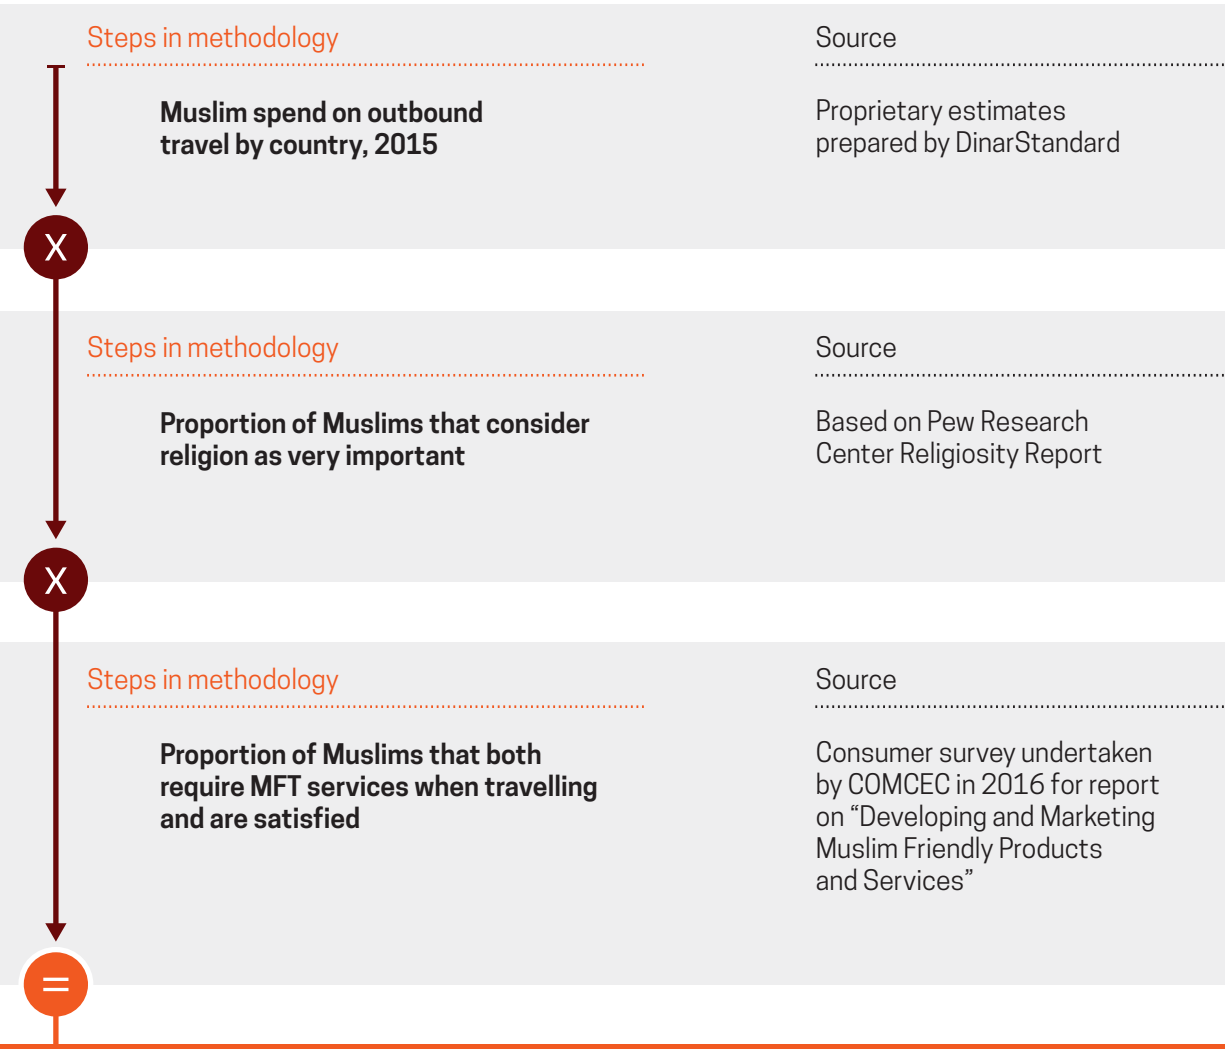 Steps in methodology
Source
Muslim spend on outbound
travel by country, 2015
Proprietary estimates
prepared by DinarStandard
X
Steps in methodology
Source
Proportion of Muslims that consider
religion as very important
Based on Pew Research
Center Religiosity Report
X
Steps in methodology
Source
Proportion of Muslims that both
require MFT services when travelling
and are satisfied
Consumer survey undertaken
by COMCEC in 2016 for report
on “Developing and Marketing
Muslim Friendly Products
and Services”
=